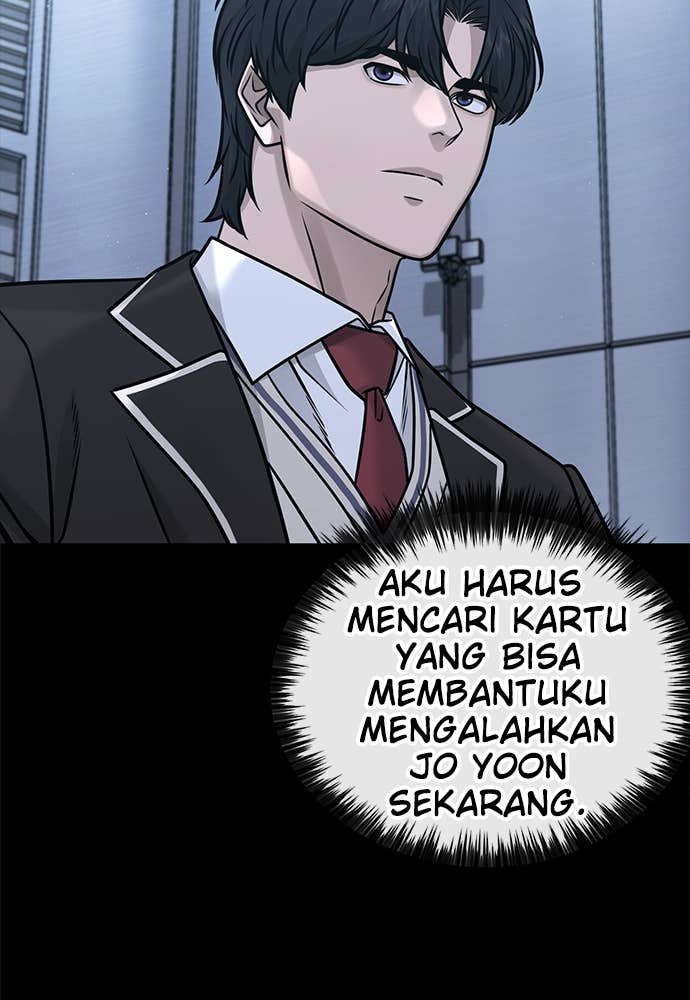 AKU HARUS
MENCARI KARTU
YANG BISA
MEMBANTUKU
MENGALAHKAN
JO YOON
SEKARANG.